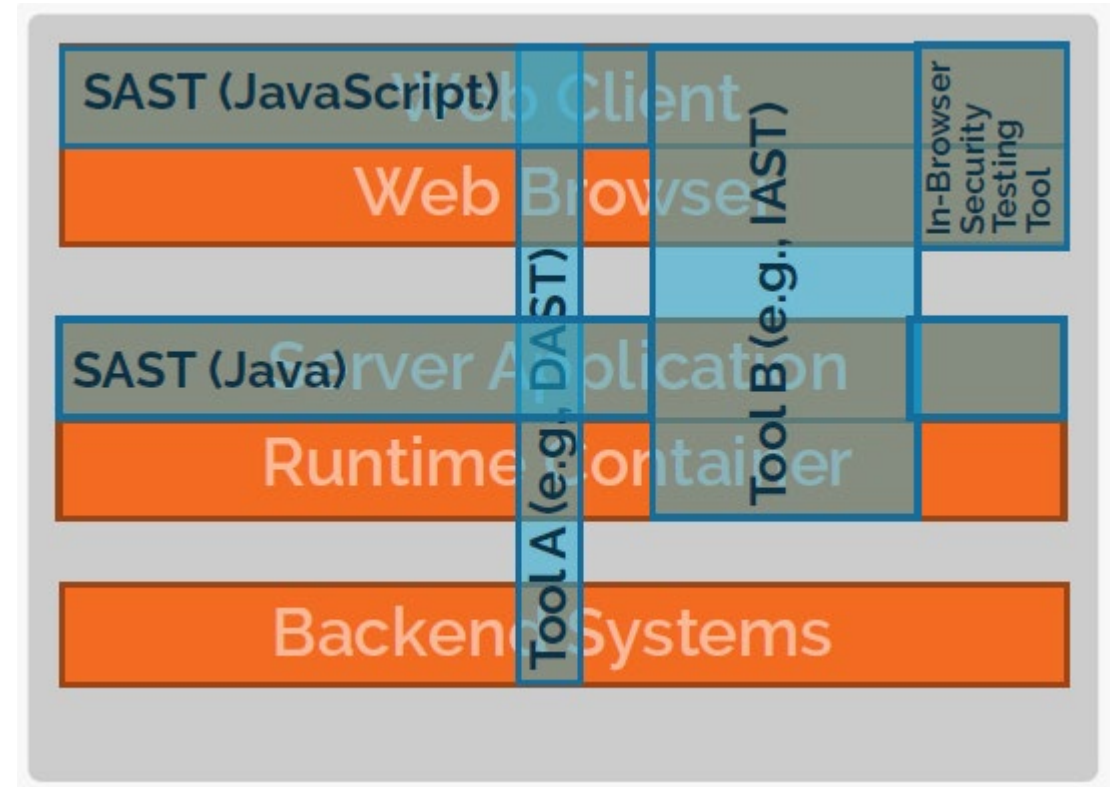 SAST (JavaScript)
Web Client
Web Browser
In-Browser
Security
Testing
Tool
SAST (Java)
Server Application
Runtime Container
Backend Systems
Tool A (e.g., DAST)
Tool B (e.g., IAST)